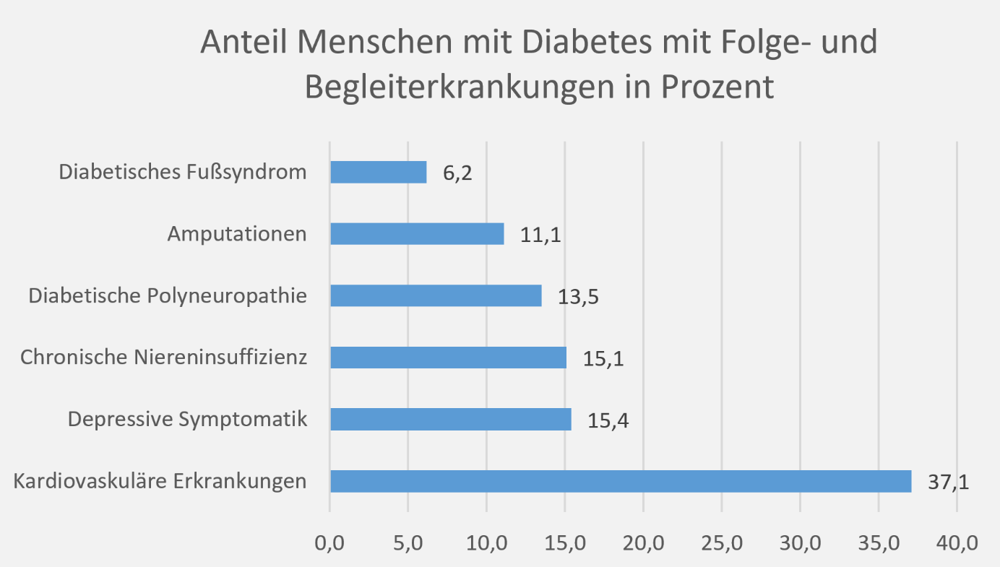 Anteil Menschen mit Diabetes mit Folge- und
Begleiterkrankungen in Prozent
Diabetisches Fußsyndrom 6,2
Amputationen 11,1
Diabetische Polyneuropathie 13,5
Chronische Niereninsuffizienz 15,1
Depressive Symptomatik 15,4
Kardiovaskuläre Erkrankungen 37,1
0,0 5,0 10,0 15,0 20,0 25,0 30,0 35,0 40,0